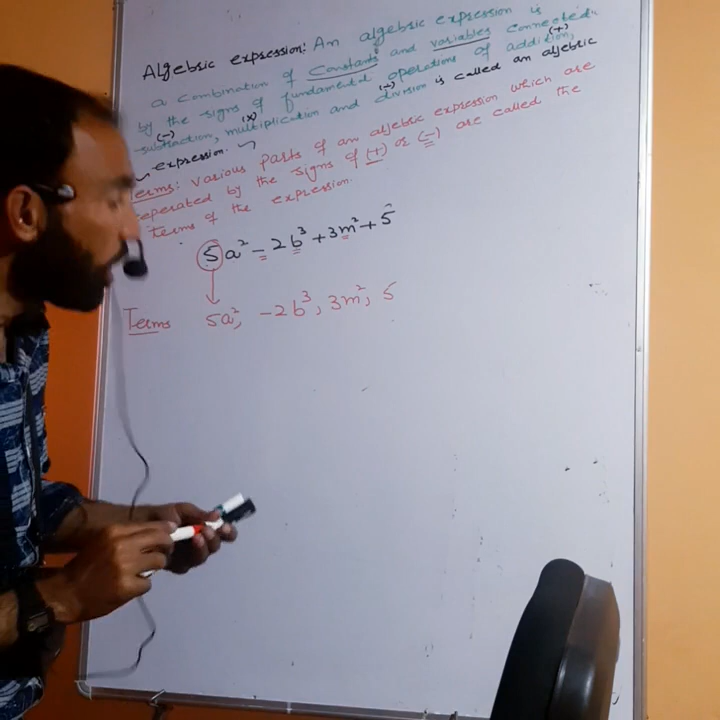 Algebric expression: An algebric expression is
a combination of Constants and variables connected
by the signs of fundamental operations of addition, (+)
subtraction, (-) multiplication (x) and division (÷) is called an algebric
expression.
Terms: Various parts of an algebric expression which are
seperated by the signs of (+) or (-) are called the
terms of the expression.
5a² - 2b³ + 3m² + 5
Terms 5a², -2b³, 3m², 5